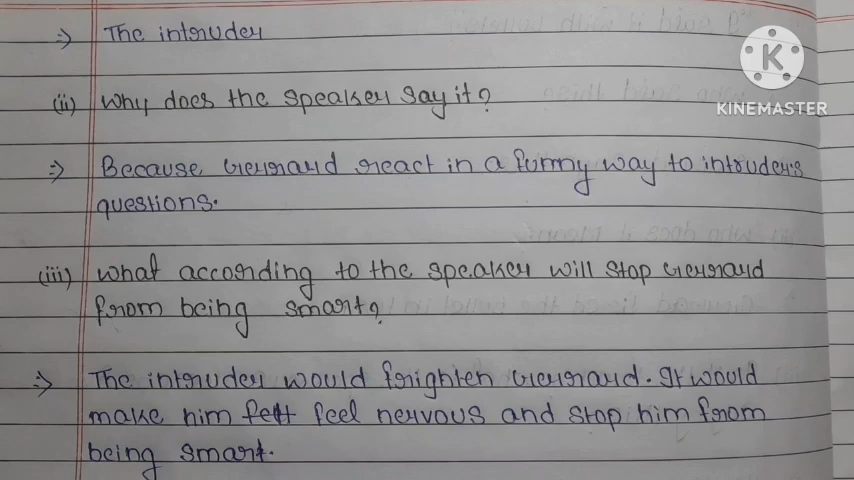 => The intruder
K
KINEMASTER
(ii) Why does the speaker say it?
=> Because Gerrard react in a funny way to intruder's
questions.
(iii) What according to the speaker will stop Gerrard
from being smart?
=> The intruder would frighten Gerrard. It would
make him felt feel nervous and stop him from
being smart.